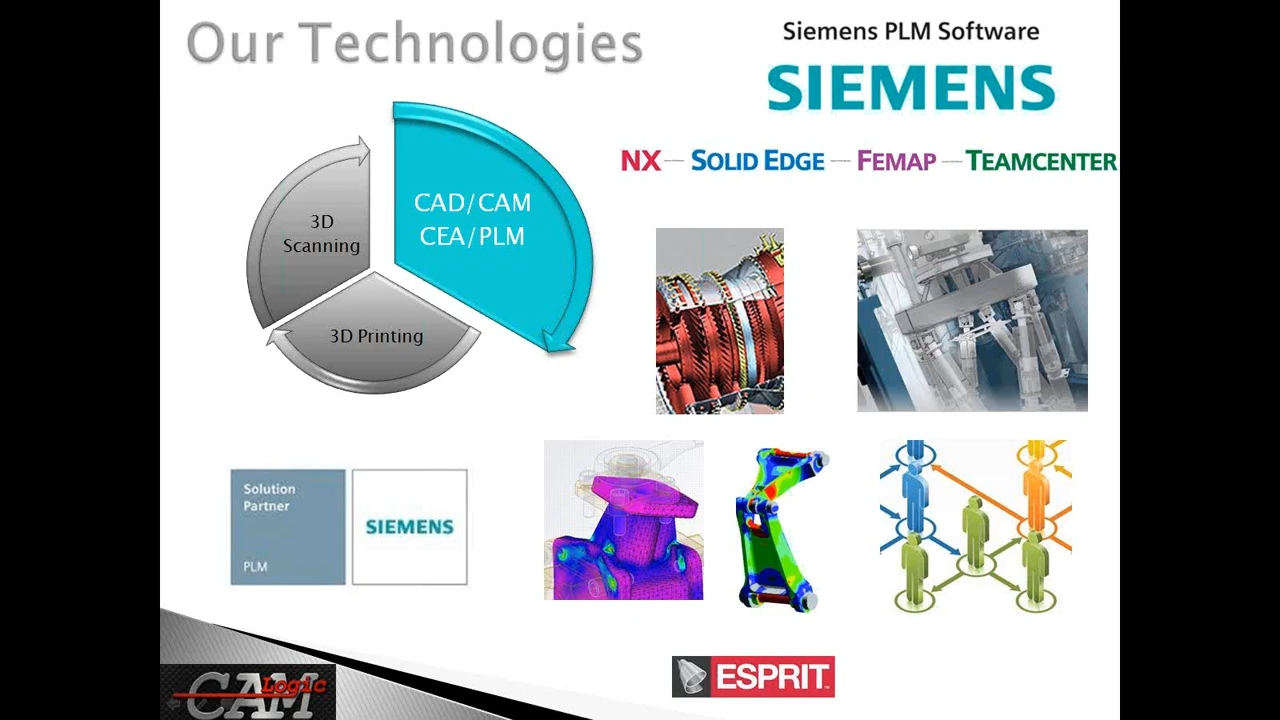 Our Technologies
Siemens PLM Software
SIEMENS
NX — SOLID EDGE — FEMAP — TEAMCENTER
CAD/CAM
CEA/PLM
3D
Scanning
3D Printing
Solution
Partner
PLM
SIEMENS
CAM Logic
ESPRIT